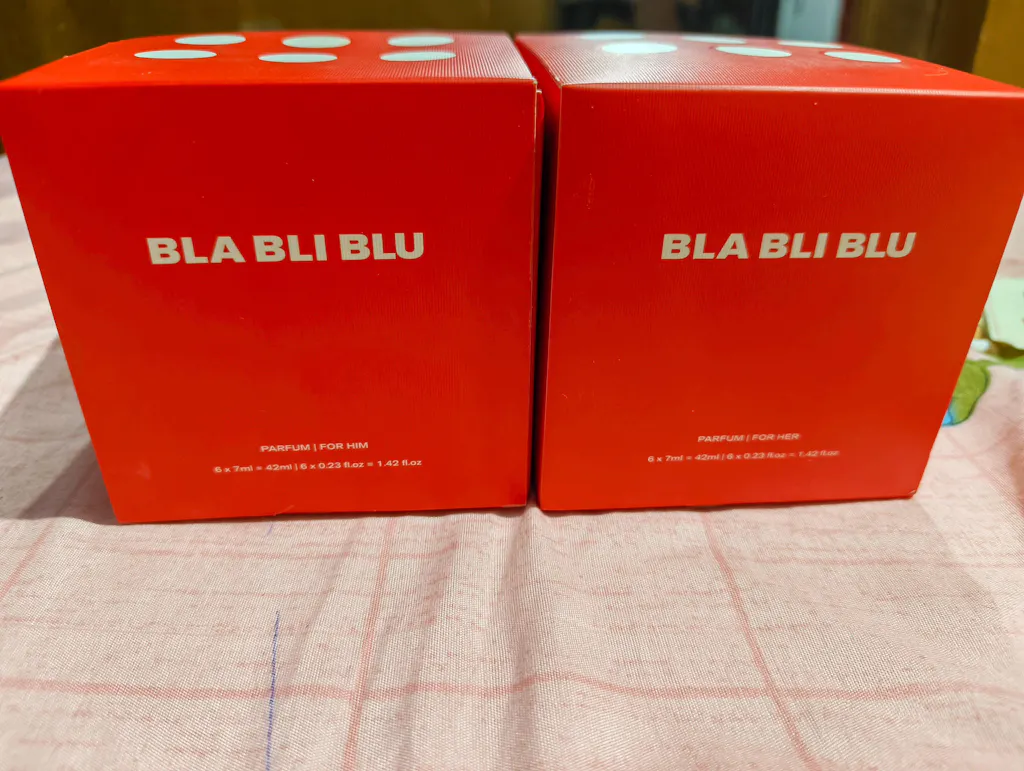 BLA BLI BLU
PARFUM | FOR HIM
6 x 7ml = 42ml | 6 x 0.23 fl.oz = 1.42 fl.oz
BLA BLI BLU
PARFUM | FOR HER
6 x 7ml = 42ml | 6 x 0.23 fl.oz = 1.42 fl.oz